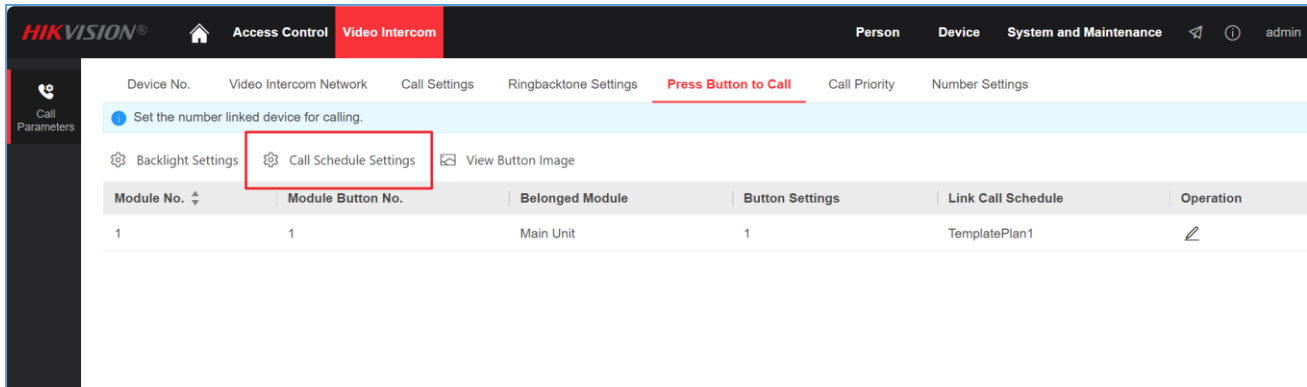 HIKVISION® Access Control Video Intercom Person Device System and Maintenance admin
Call Parameters
Device No. Video Intercom Network Call Settings Ringbacktone Settings Press Button to Call Call Priority Number Settings
Set the number linked device for calling.
Backlight Settings Call Schedule Settings View Button Image
Module No. Module Button No. Belonged Module Button Settings Link Call Schedule Operation
1 1 Main Unit 1 TemplatePlan1